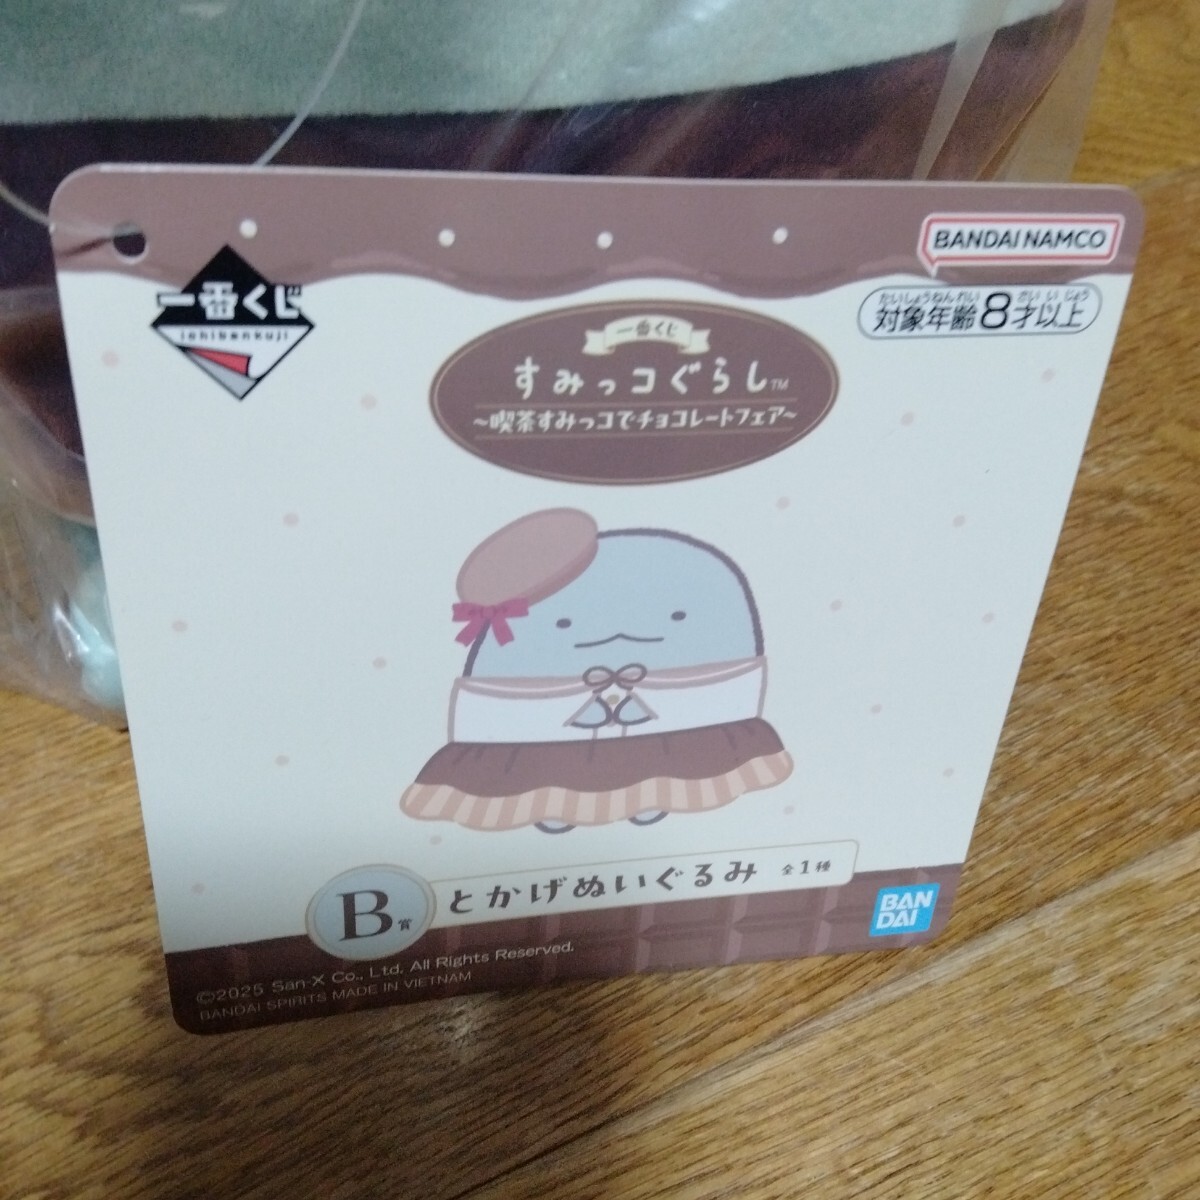 BANDAI NAMCO
一番くじ
ichibankuji
たいしょうねんれい さい いじょう
対象年齢8才以上
一番くじ
すみっコぐらし™
~喫茶すみっコでチョコレートフェア~
B賞
とかげぬいぐるみ 全1種
BAN
DAI
©2025 San-X Co., Ltd. All Rights Reserved.
BANDAI SPIRITS MADE IN VIETNAM